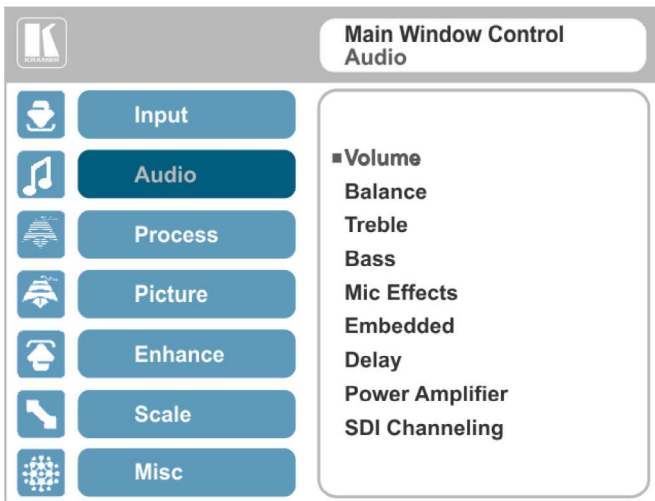 KRAMER
Main Window Control
Audio
Input
Audio
Process
Picture
Enhance
Scale
Misc
Volume
Balance
Treble
Bass
Mic Effects
Embedded
Delay
Power Amplifier
SDI Channeling